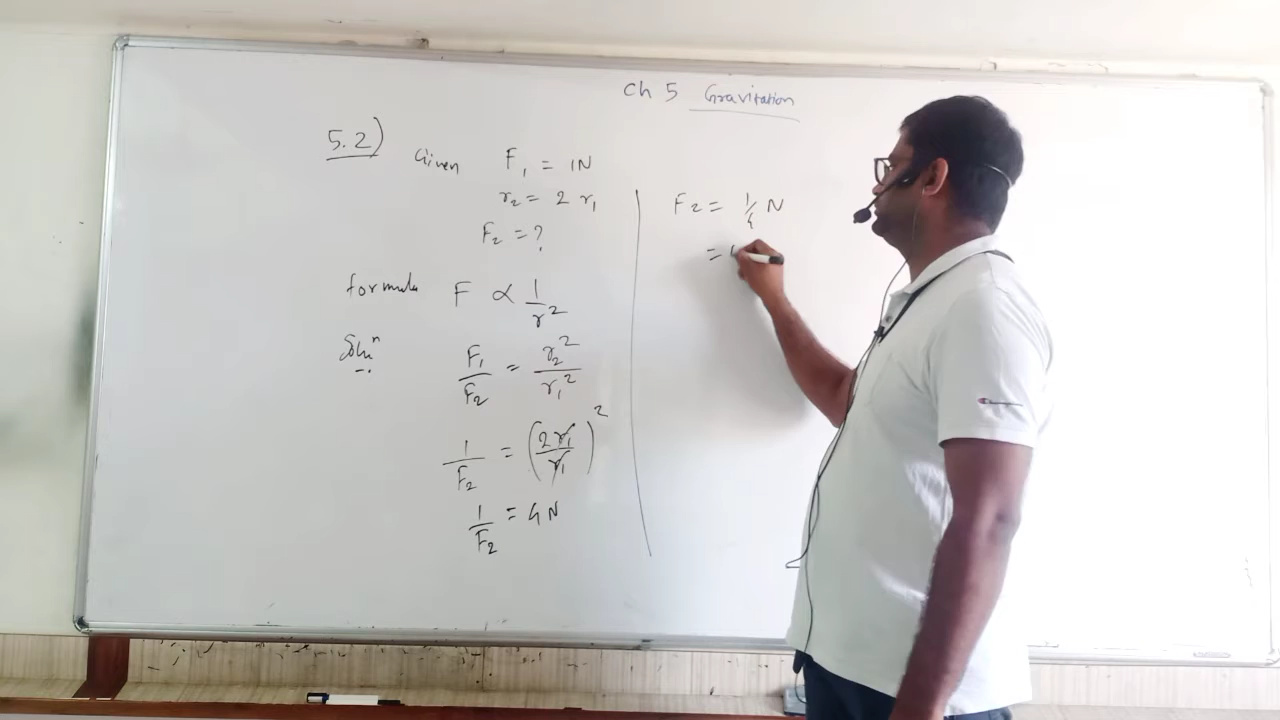 Ch 5 Gravitation
5.2)
Given F₁ = 1N
r₂ = 2 r₁
F₂ = ?
formula F ∝ 1/r²
Solⁿ
F₁/F₂ = r₂²/r₁²
1/F₂ = (2r₁/r₁)²
1/F₂ = 4N
F₂ = 1/4 N
=